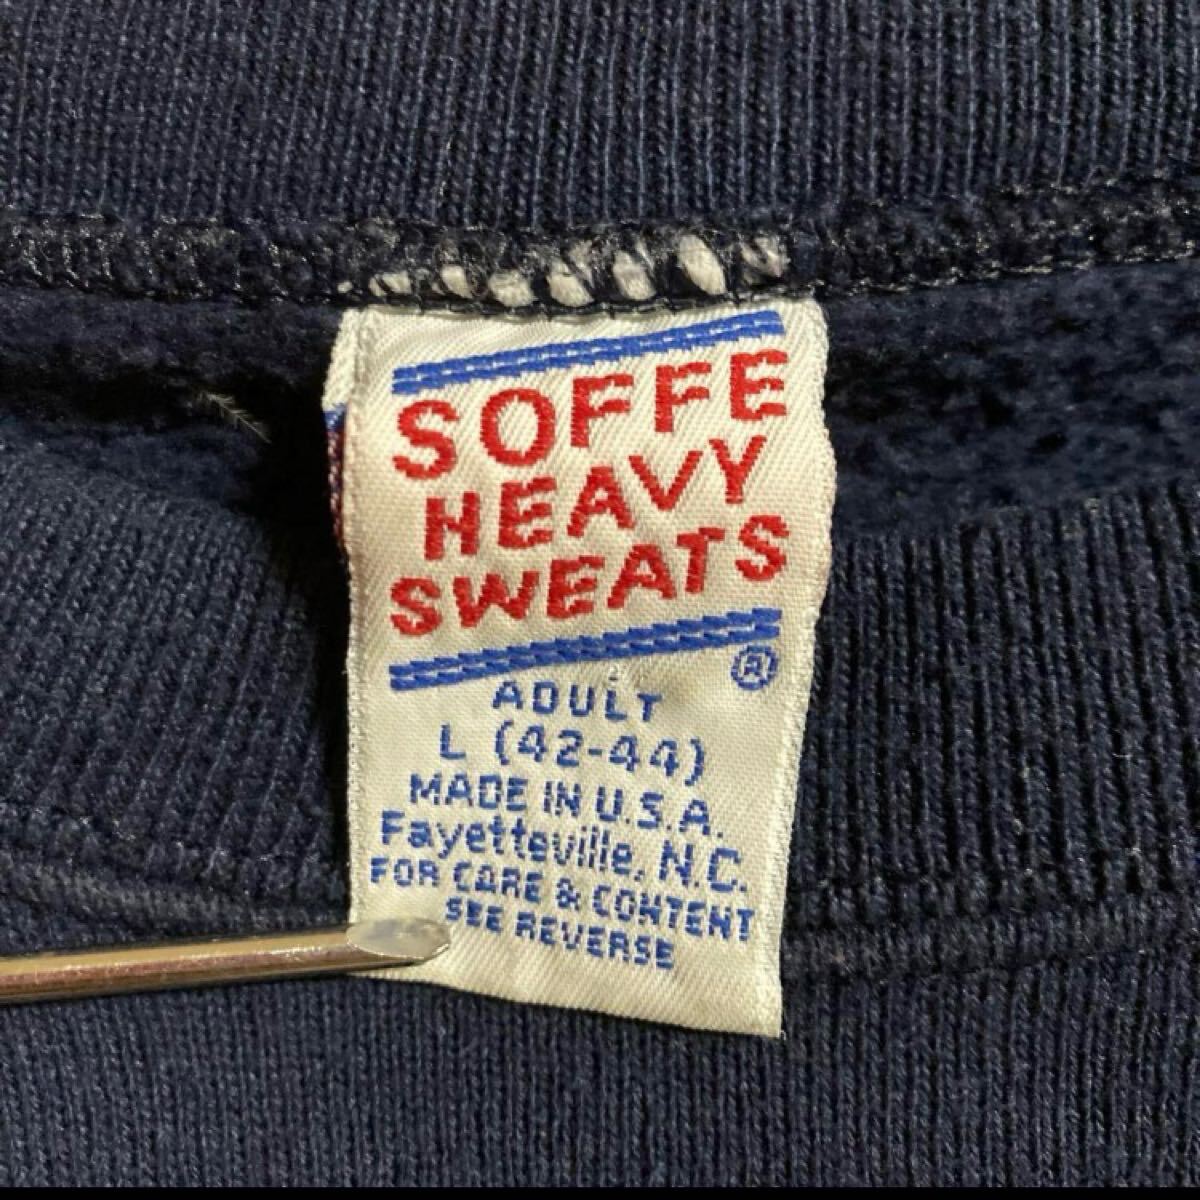 SOFFE
HEAVY
SWEATS
®
ADULT
L (42-44)
MADE IN U.S.A.
Fayetteville, N.C.
FOR CARE & CONTENT
SEE REVERSE